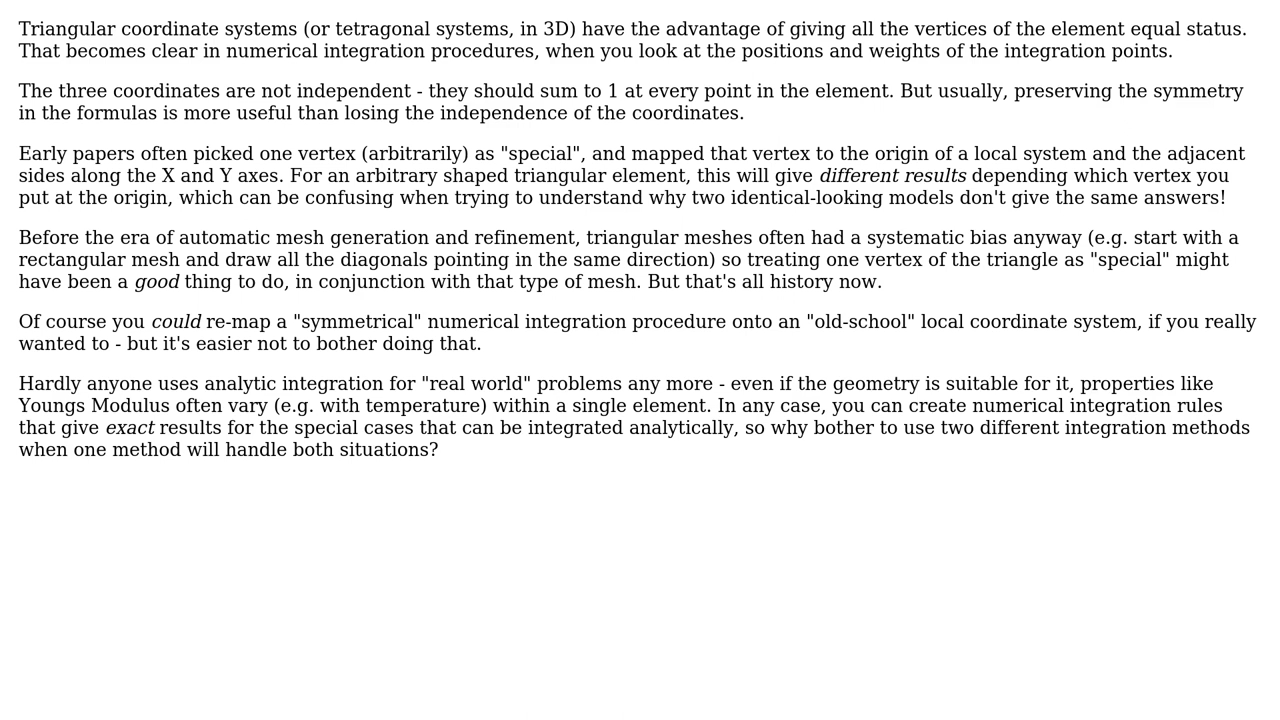 Triangular coordinate systems (or tetragonal systems, in 3D) have the advantage of giving all the vertices of the element equal status.
That becomes clear in numerical integration procedures, when you look at the positions and weights of the integration points.
The three coordinates are not independent - they should sum to 1 at every point in the element. But usually, preserving the symmetry
in the formulas is more useful than losing the independence of the coordinates.
Early papers often picked one vertex (arbitrarily) as "special", and mapped that vertex to the origin of a local system and the adjacent
sides along the X and Y axes. For an arbitrary shaped triangular element, this will give different results depending which vertex you
put at the origin, which can be confusing when trying to understand why two identical-looking models don't give the same answers!
Before the era of automatic mesh generation and refinement, triangular meshes often had a systematic bias anyway (e.g. start with a
rectangular mesh and draw all the diagonals pointing in the same direction) so treating one vertex of the triangle as "special" might
have been a good thing to do, in conjunction with that type of mesh. But that's all history now.
Of course you could re-map a "symmetrical" numerical integration procedure onto an "old-school" local coordinate system, if you really
wanted to - but it's easier not to bother doing that.
Hardly anyone uses analytic integration for "real world" problems any more - even if the geometry is suitable for it, properties like
Youngs Modulus often vary (e.g. with temperature) within a single element. In any case, you can create numerical integration rules
that give exact results for the special cases that can be integrated analytically, so why bother to use two different integration methods
when one method will handle both situations?